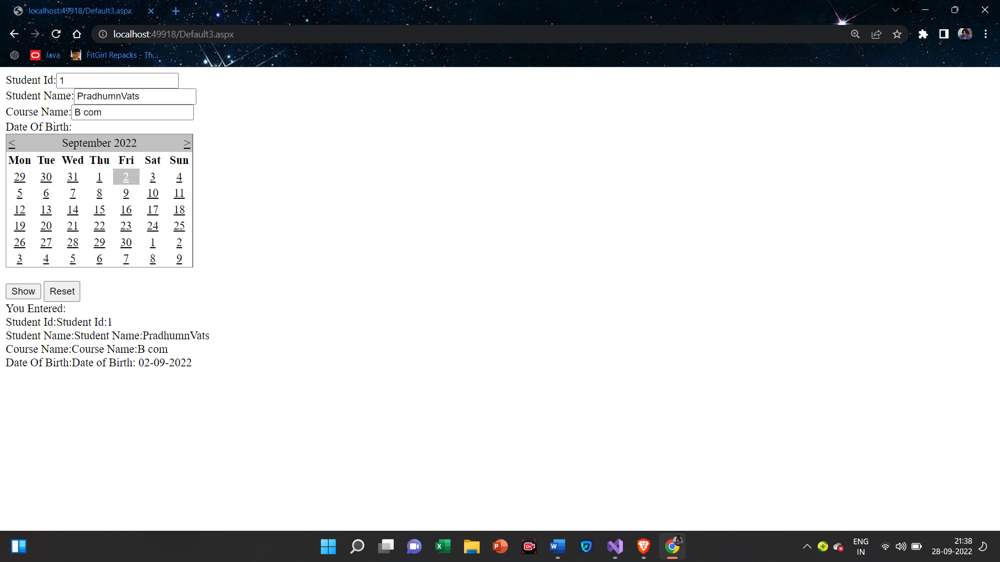 localhost:49918/Default3.aspx
localhost:49918/Default3.aspx
Java FitGirl Repacks - Th...
Student Id: 1
Student Name: PradhumnVats
Course Name: B com
Date Of Birth:
< September 2022 >
Mon Tue Wed Thu Fri Sat Sun
29 30 31 1 2 3 4
5 6 7 8 9 10 11
12 13 14 15 16 17 18
19 20 21 22 23 24 25
26 27 28 29 30 1 2
3 4 5 6 7 8 9
Show Reset
You Entered:
Student Id:Student Id:1
Student Name:Student Name:PradhumnVats
Course Name:Course Name:B com
Date Of Birth:Date of Birth: 02-09-2022
ENG 21:38
IN 28-09-2022